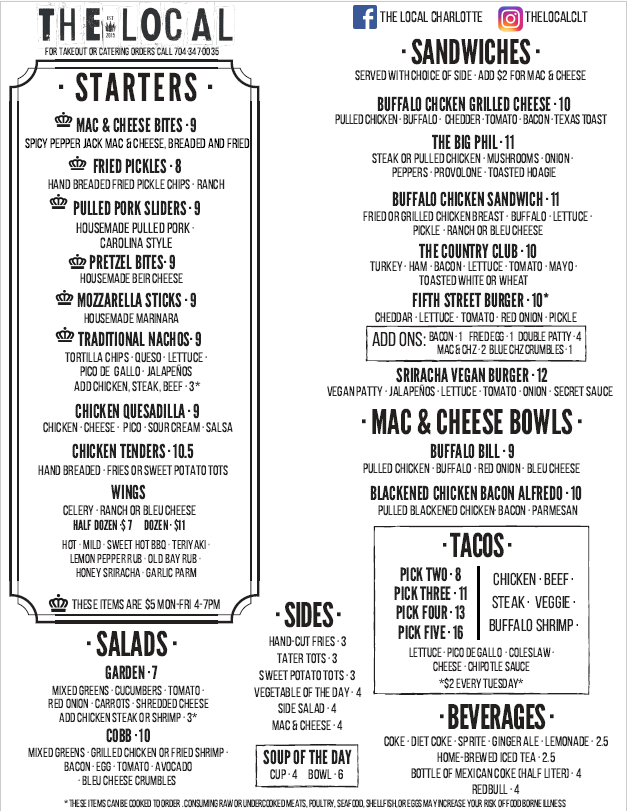 THE LOCAL
EST
2015
FOR TAKEOUT OR CATERING ORDERS CALL 704 347 0035
· STARTERS ·
MAC & CHEESE BITES · 9
SPICY PEPPER JACK MAC & CHEESE, BREADED AND FRIED
FRIED PICKLES · 8
HAND BREADED FRIED PICKLE CHIPS · RANCH
PULLED PORK SLIDERS · 9
HOUSEMADE PULLED PORK ·
CAROLINA STYLE
PRETZEL BITES · 9
HOUSEMADE BEIR CHEESE
MOZZARELLA STICKS · 9
HOUSEMADE MARINARA
TRADITIONAL NACHOS · 9
TORTILLA CHIPS · QUESO · LETTUCE ·
PICO DE GALLO · JALAPEÑOS
ADD CHICKEN, STEAK, BEEF · 3*
CHICKEN QUESADILLA · 9
CHICKEN · CHEESE · PICO · SOUR CREAM · SALSA
CHICKEN TENDERS · 10.5
HAND BREADED · FRIES OR SWEET POTATO TOTS
WINGS
CELERY · RANCH OR BLEU CHEESE
HALF DOZEN · $ 7 DOZEN · $11
HOT · MILD · SWEET HOT BBQ · TERIYAKI ·
LEMON PEPPER RUB · OLD BAY RUB ·
HONEY SRIRACHA · GARLIC PARM
THESE ITEMS ARE $5 MON-FRI 4-7PM
· SALADS ·
GARDEN · 7
MIXED GREENS · CUCUMBERS · TOMATO ·
RED ONION · CARROTS · SHREDDED CHEESE
ADD CHICKEN STEAK OR SHRIMP · 3*
COBB · 10
MIXED GREENS · GRILLED CHICKEN OR FRIED SHRIMP ·
BACON · EGG · TOMATO · AVOCADO
· BLEU CHEESE CRUMBLES
· SIDES ·
HAND-CUT FRIES · 3
TATER TOTS · 3
SWEET POTATO TOTS · 3
VEGETABLE OF THE DAY · 4
SIDE SALAD · 4
MAC & CHEESE · 4
SOUP OF THE DAY
CUP · 4 BOWL · 6
THE LOCAL CHARLOTTE THELOCALCLT
· SANDWICHES ·
SERVED WITH CHOICE OF SIDE · ADD $2 FOR MAC & CHEESE
BUFFALO CHCKEN GRILLED CHEESE · 10
PULLED CHICKEN · BUFFALO · CHEDDER · TOMATO · BACON · TEXAS TOAST
THE BIG PHIL · 11
STEAK OR PULLED CHICKEN · MUSHROOMS · ONION ·
PEPPERS · PROVOLONE · TOASTED HOAGIE
BUFFALO CHICKEN SANDWICH · 11
FRIED OR GRILLED CHICKEN BREAST · BUFFALO · LETTUCE ·
PICKLE · RANCH OR BLEU CHEESE
THE COUNTRY CLUB · 10
TURKEY · HAM · BACON · LETTUCE · TOMATO · MAYO ·
TOASTED WHITE OR WHEAT
FIFTH STREET BURGER · 10*
CHEDDAR · LETTUCE · TOMATO · RED ONION · PICKLE
ADD ONS: BACON · 1 FRIED EGG · 1 DOUBLE PATTY · 4
MAC & CHZ · 2 BLUE CHZ CRUMBLES · 1
SRIRACHA VEGAN BURGER · 12
VEGAN PATTY · JALAPEÑOS · LETTUCE · TOMATO · ONION · SECRET SAUCE
· MAC & CHEESE BOWLS ·
BUFFALO BILL · 9
PULLED CHICKEN · BUFFALO · RED ONION · BLEU CHEESE
BLACKENED CHICKEN BACON ALFREDO · 10
PULLED BLACKENED CHICKEN · BACON · PARMESAN
· TACOS ·
PICK TWO · 8
PICK THREE · 11
PICK FOUR · 13
PICK FIVE · 16
CHICKEN · BEEF ·
STEAK · VEGGIE ·
BUFFALO SHRIMP ·
LETTUCE · PICO DE GALLO · COLESLAW ·
CHEESE · CHIPOTLE SAUCE
*$2 EVERY TUESDAY*
· BEVERAGES ·
COKE · DIET COKE · SPRITE · GINGER ALE · LEMONADE · 2.5
HOME-BREWED ICED TEA · 2.5
BOTTLE OF MEXICAN COKE (HALF LITER) · 4
REDBULL · 4
* THESE ITEMS CAN BE COOKED TO ORDER. CONSUMING RAW OR UNDERCOOKED MEATS, POULTRY, SEAFOOD, SHELLFISH, OR EGGS MAY INCREASE YOUR RISK OFF OOD BORNE ILLNESS